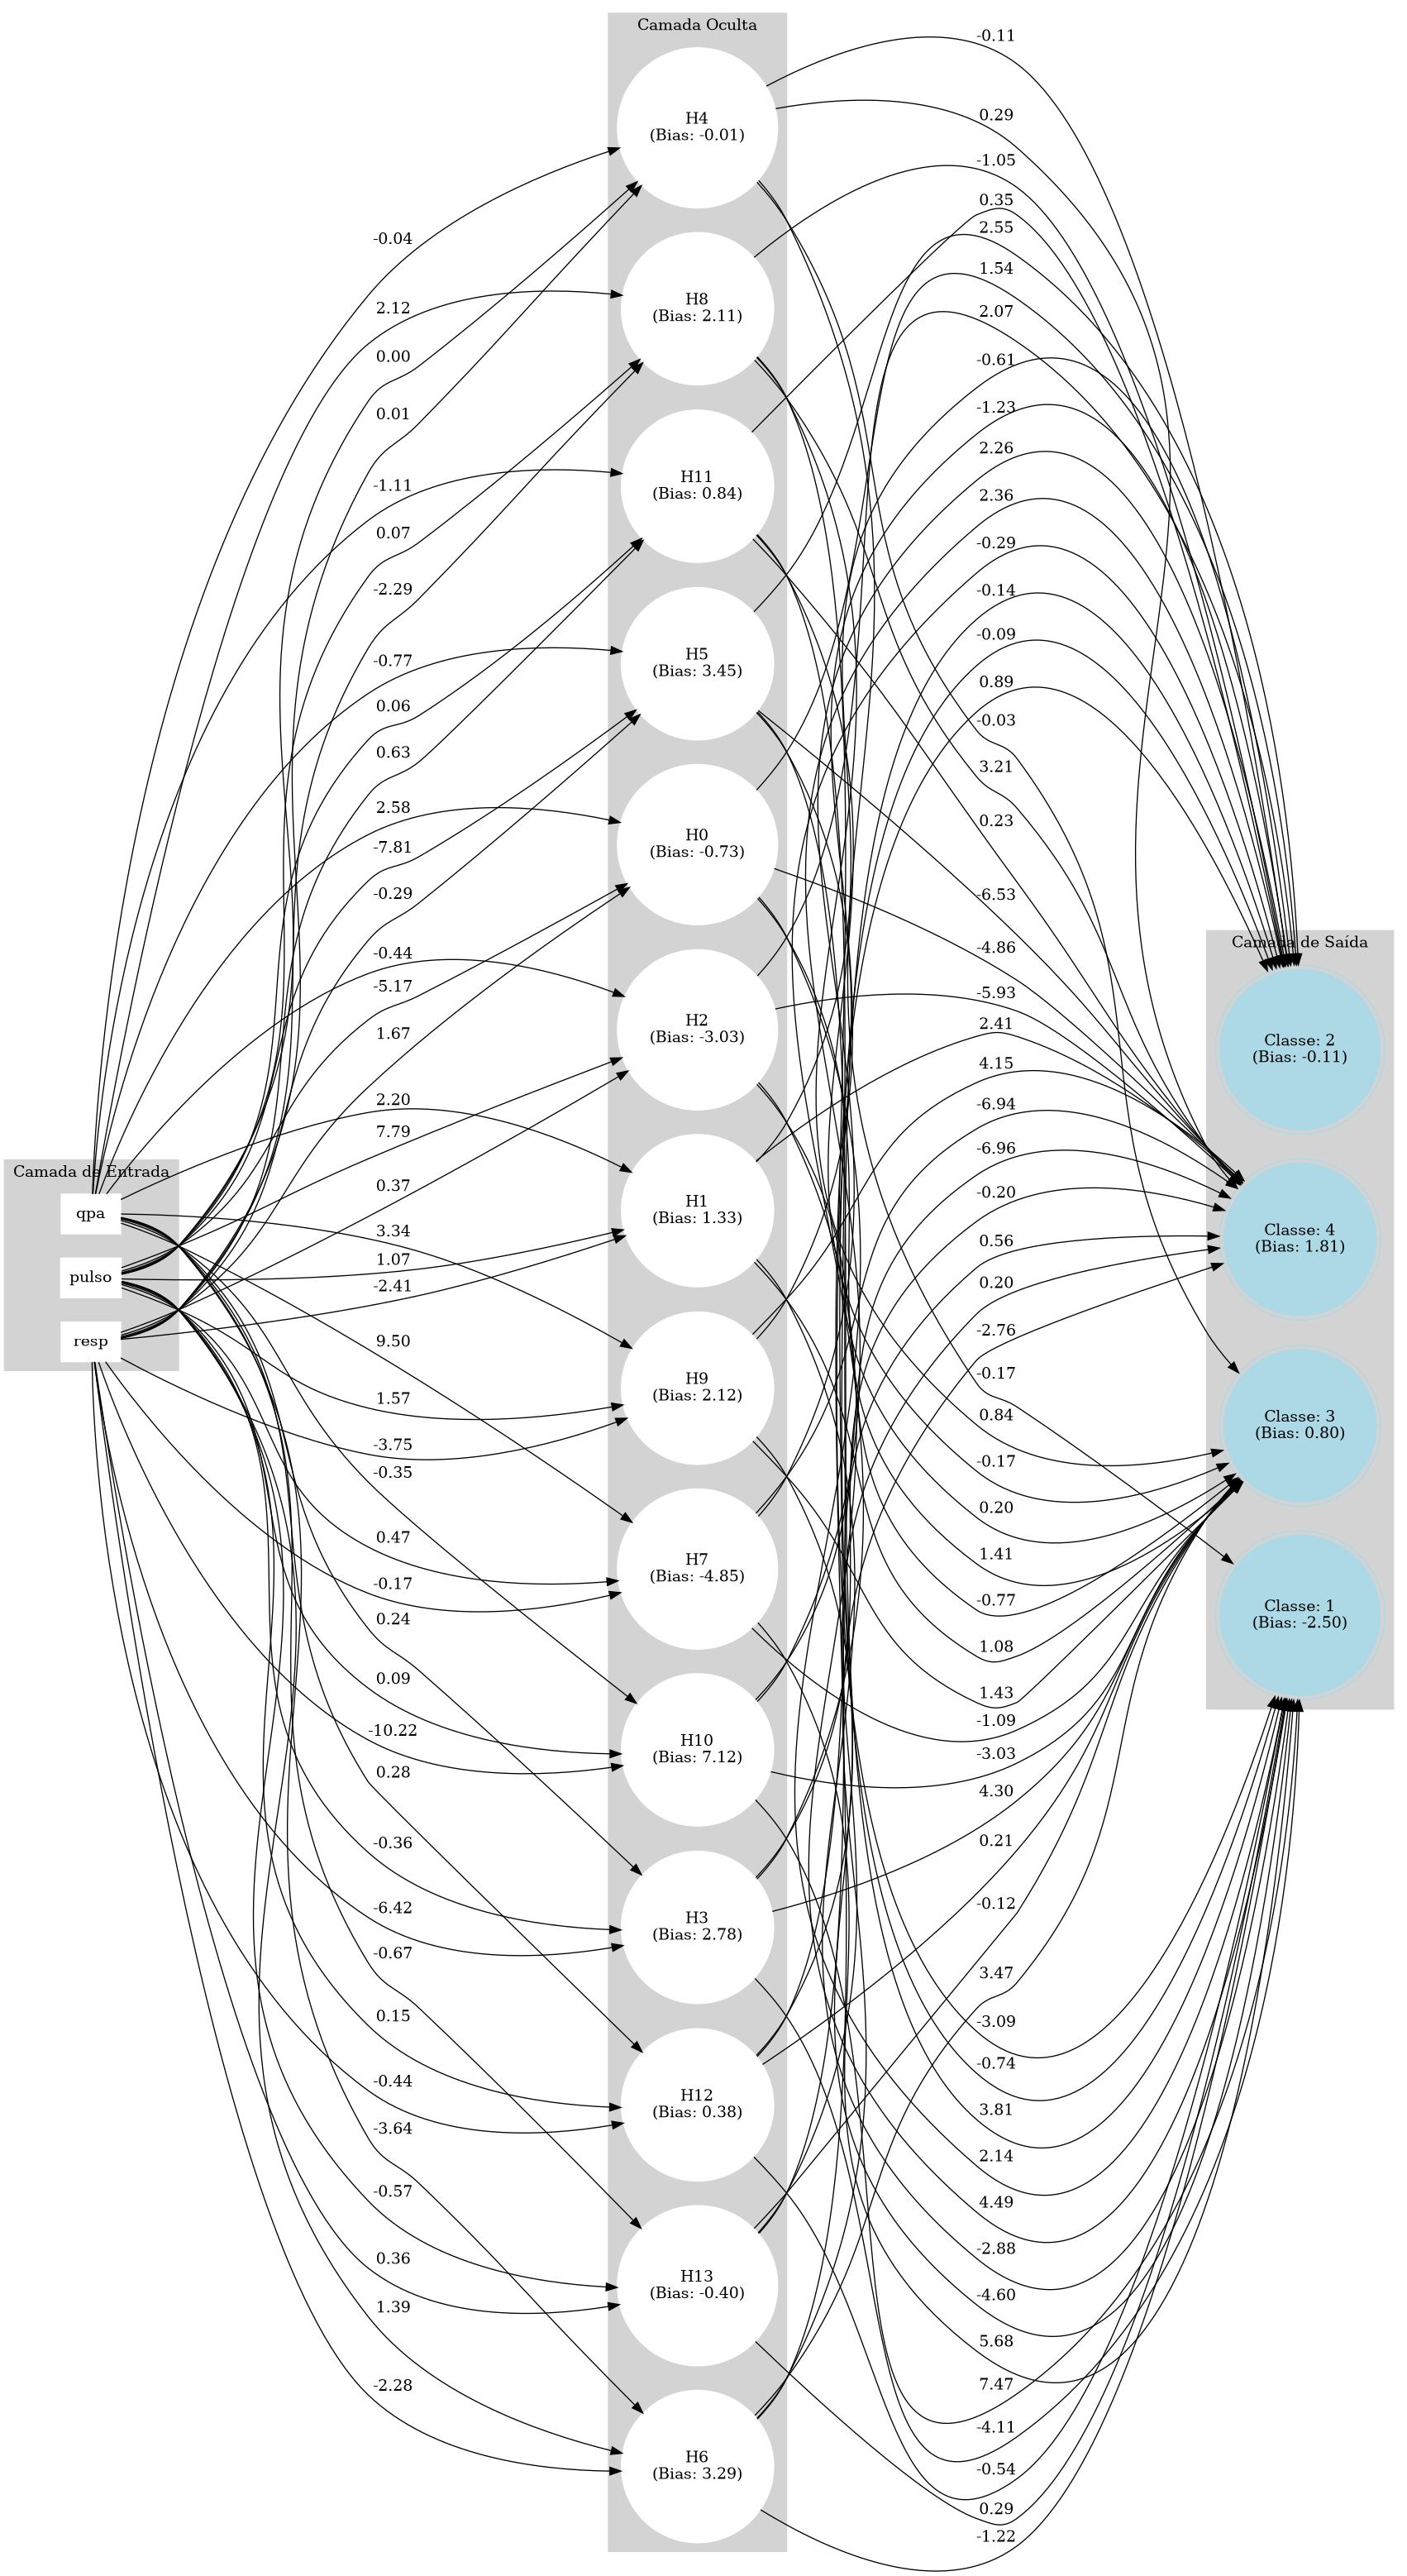 Camada Oculta
H4
(Bias: -0.01)
H8
(Bias: 2.11)
H11
(Bias: 0.84)
H5
(Bias: 3.45)
H0
(Bias: -0.73)
H2
(Bias: -3.03)
H1
(Bias: 1.33)
H9
(Bias: 2.12)
H7
(Bias: -4.85)
H10
(Bias: 7.12)
H3
(Bias: 2.78)
H12
(Bias: 0.38)
H13
(Bias: -0.40)
H6
(Bias: 3.29)
Camada de Entrada
qpa
pulso
resp
-0.04
2.12
0.00
0.01
-1.11
0.07
-2.29
-0.77
0.06
0.63
2.58
-7.81
-0.29
-0.44
-5.17
1.67
2.20
7.79
0.37
3.34
1.07
-2.41
9.50
1.57
-3.75
-0.35
0.47
-0.17
0.24
0.09
-10.22
0.28
-0.36
-6.42
-0.67
0.15
-0.44
-3.64
-0.57
0.36
1.39
-2.28
-0.11
0.29
-1.05
0.35
2.55
1.54
2.07
-0.61
-1.23
2.26
2.36
-0.29
-0.14
-0.09
0.89
-0.03
3.21
0.23
-6.53
-4.86
-5.93
2.41
4.15
-6.94
-6.96
-0.20
0.56
0.20
-2.76
-0.17
0.84
-0.17
0.20
1.41
-0.77
1.08
1.43
-1.09
-3.03
4.30
0.21
-0.12
3.47
-3.09
-0.74
3.81
2.14
4.49
-2.88
-4.60
5.68
7.47
-4.11
-0.54
0.29
-1.22
Camada de Saída
Classe: 2
(Bias: -0.11)
Classe: 4
(Bias: 1.81)
Classe: 3
(Bias: 0.80)
Classe: 1
(Bias: -2.50)